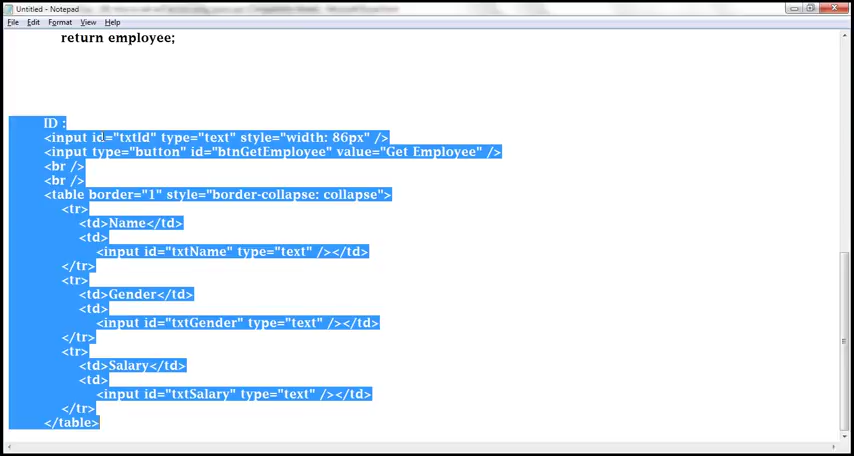 Untitled - Notepad
File Edit Format View Help
return employee;
ID :
<input id="txtId" type="text" style="width: 86px" />
<input type="button" id="btnGetEmployee" value="Get Employee" />
<br />
<br />
<table border="1" style="border-collapse: collapse">
<tr>
<td>Name</td>
<td>
<input id="txtName" type="text" /></td>
</tr>
<tr>
<td>Gender</td>
<td>
<input id="txtGender" type="text" /></td>
</tr>
<tr>
<td>Salary</td>
<td>
<input id="txtSalary" type="text" /></td>
</tr>
</table>